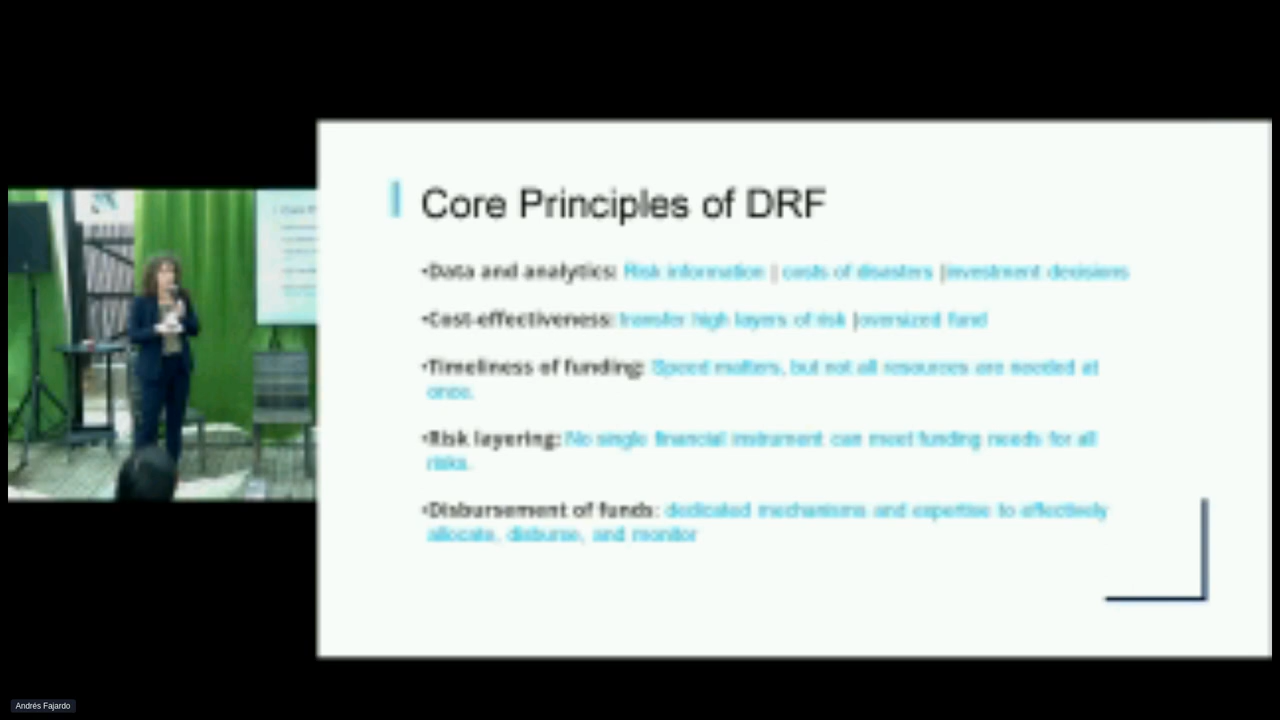 Core Principles of DRF
•Data and analytics: Risk information | costs of disasters |investment decisions
•Cost-effectiveness: transfer high layers of risk |oversized fund
•Timeliness of funding: Speed matters, but not all resources are needed at
once.
•Risk layering: No single financial instrument can meet funding needs for all
risks.
•Disbursement of funds: dedicated mechanisms and expertise to effectively
allocate, disburse, and monitor
Andrés Fajardo